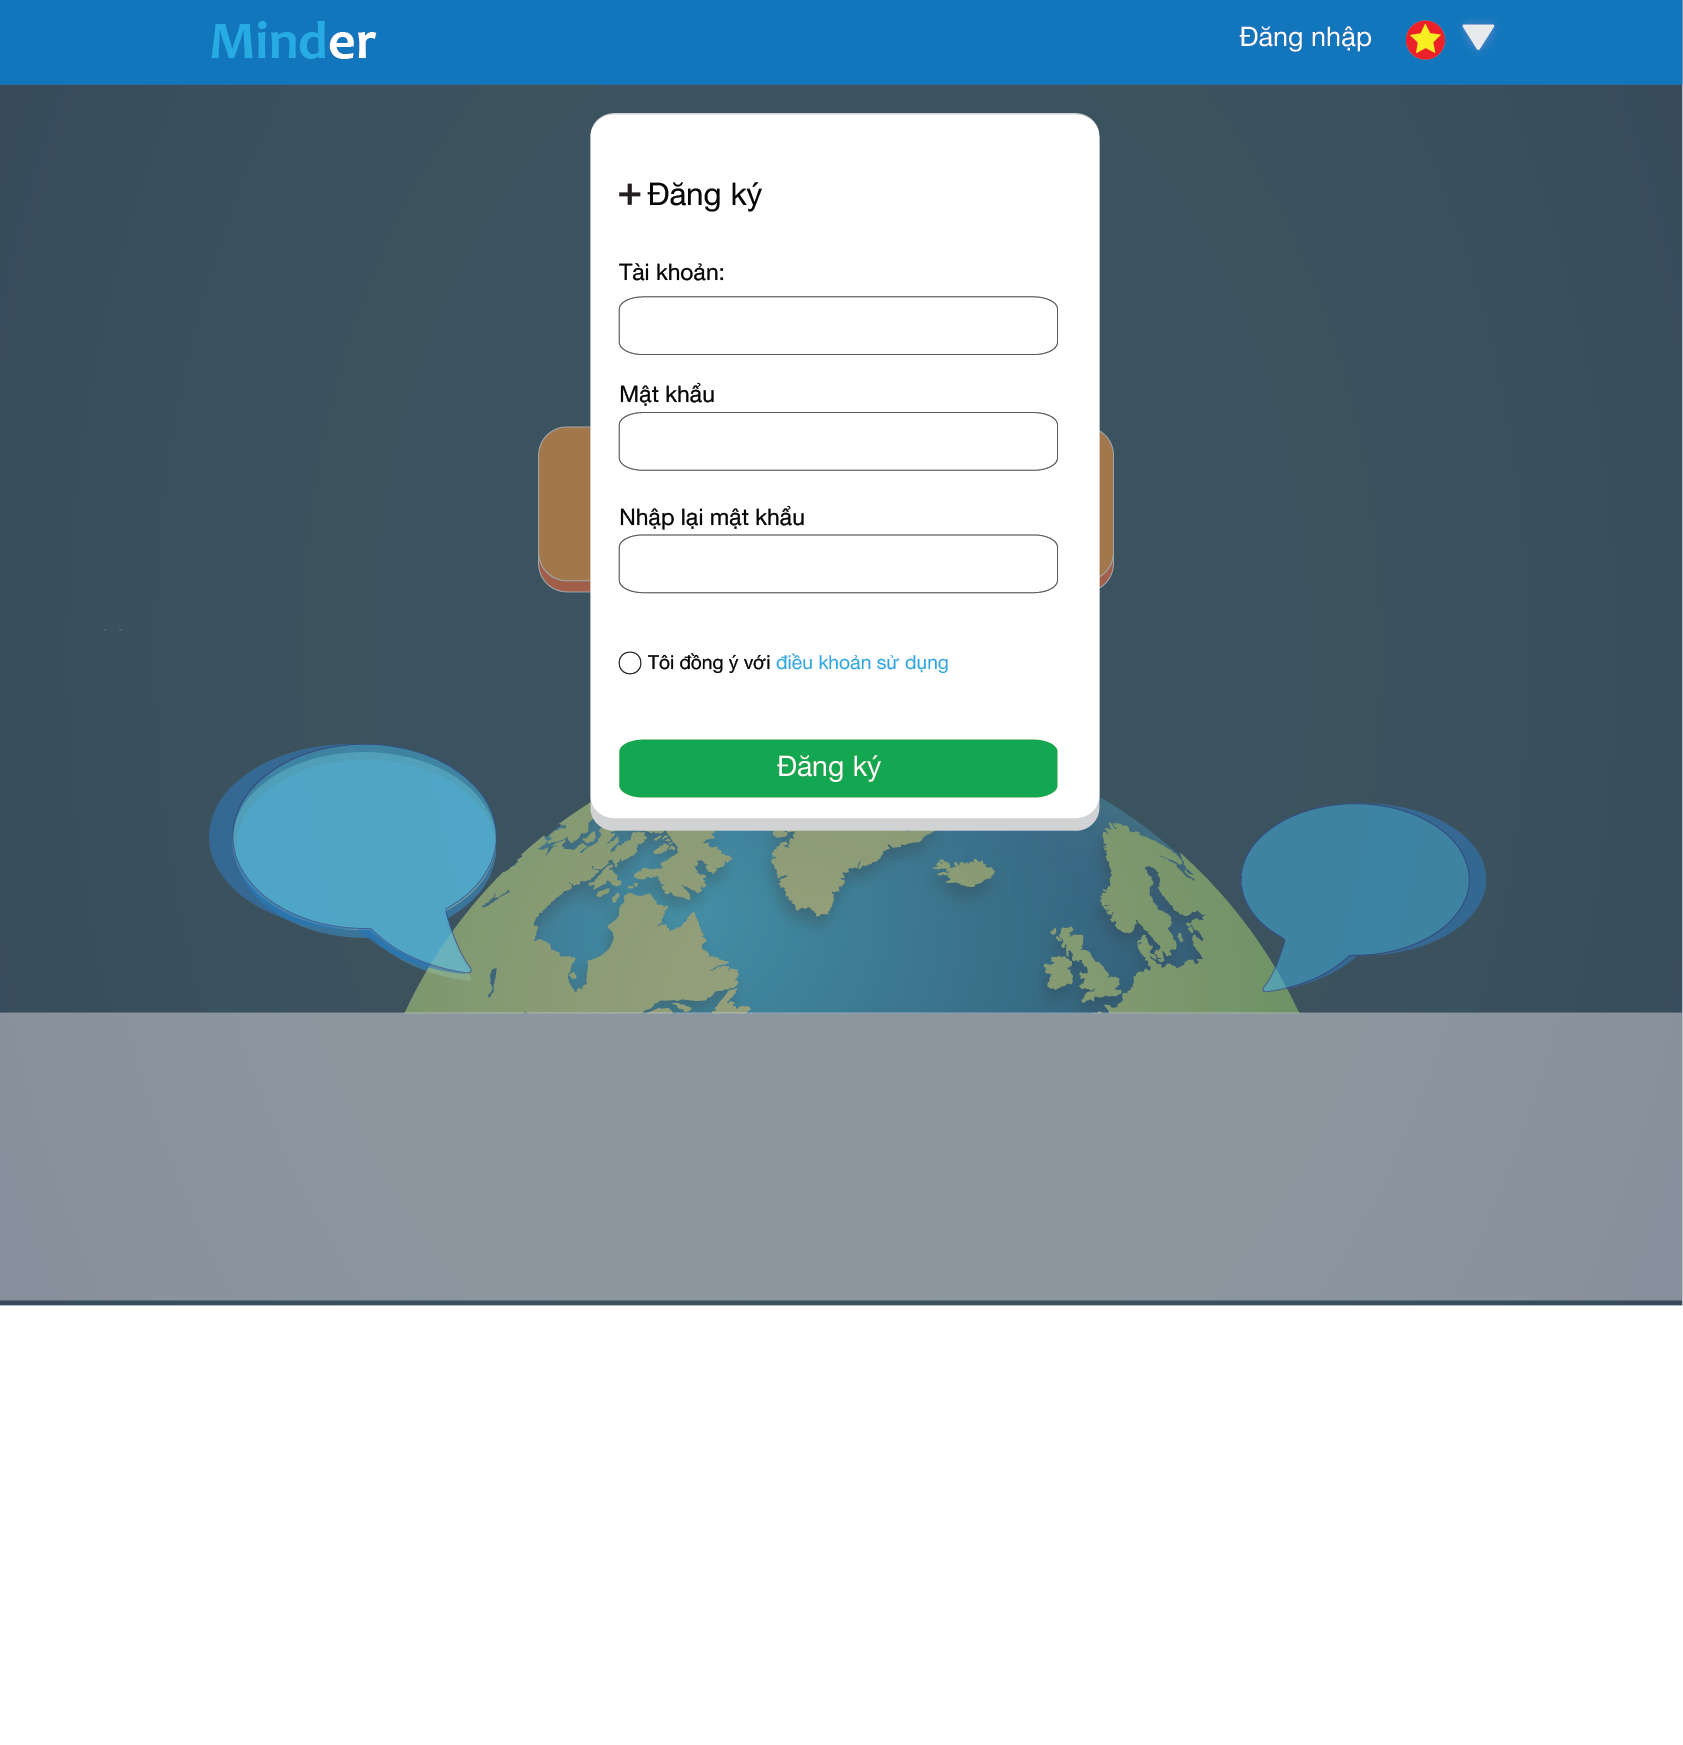 Minder
Đăng nhập
+ Đăng ký
Tài khoản:
Mật khẩu
Nhập lại mật khẩu
Tôi đồng ý với điều khoản sử dụng
Đăng ký